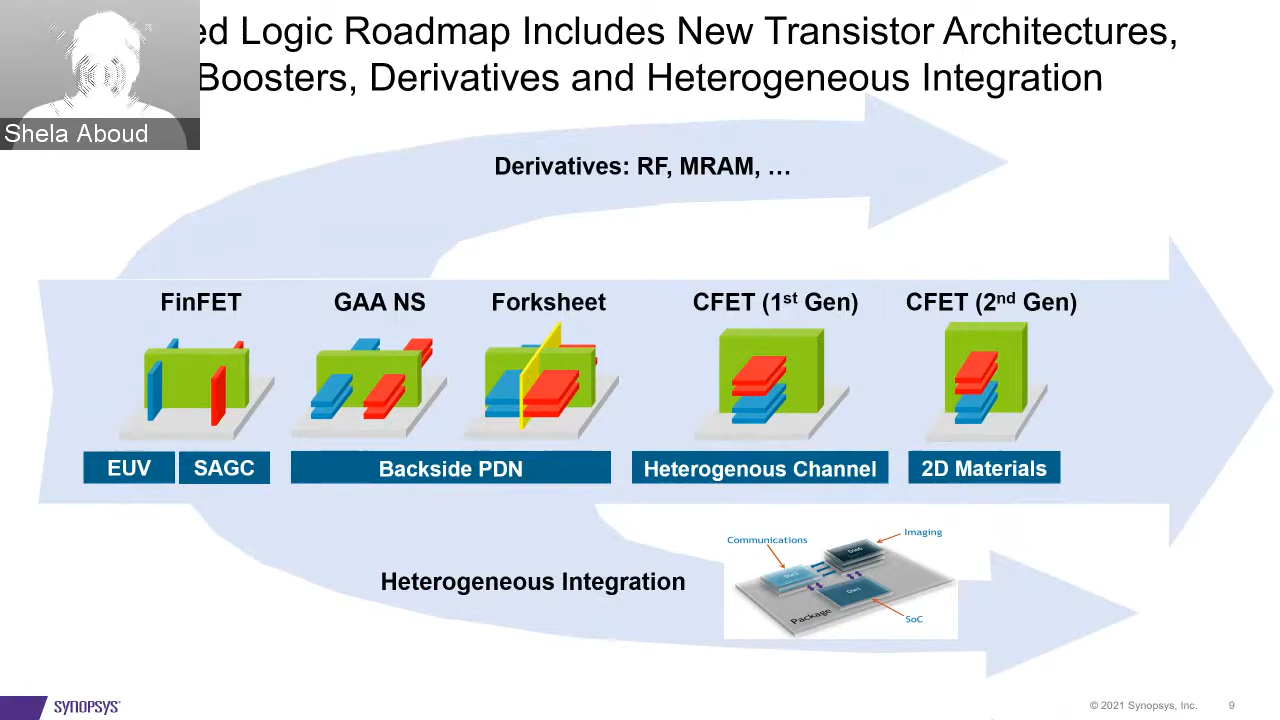 ed Logic Roadmap Includes New Transistor Architectures,
Boosters, Derivatives and Heterogeneous Integration
Shela Aboud
Derivatives: RF, MRAM, …
FinFET
GAA NS
Forksheet
CFET (1st Gen)
CFET (2nd Gen)
EUV
SAGC
Backside PDN
Heterogenous Channel
2D Materials
Heterogeneous Integration
Communications
Imaging
Package
SoC
SYNOPSYS®
© 2021 Synopsys, Inc.
9